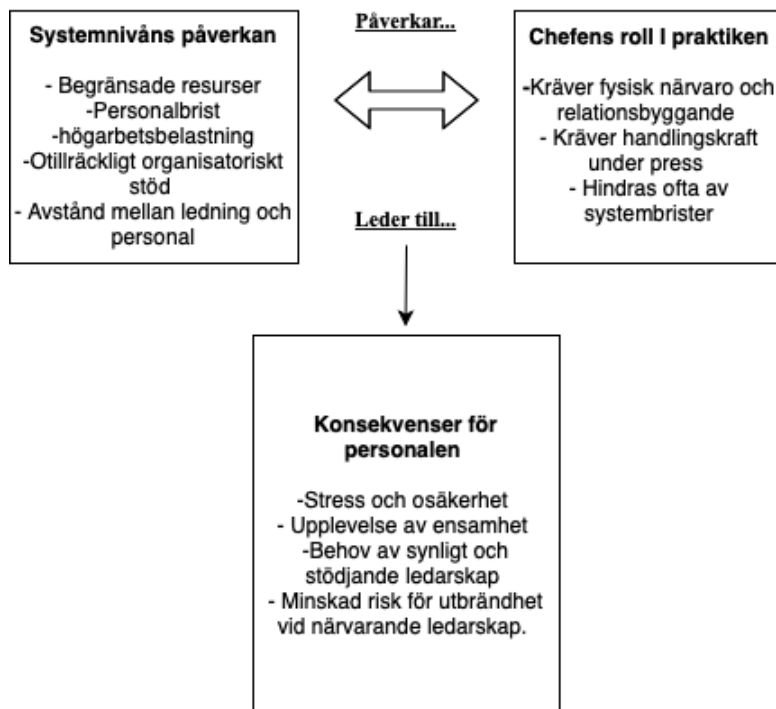 Systemnivåns påverkan
- Begränsade resurser
-Personalbrist
-högarbetsbelastning
-Otillräckligt organisatoriskt
stöd
- Avstånd mellan ledning och
personal
Påverkar...
Leder till...
Chefens roll I praktiken
-Kräver fysisk närvaro och
relationsbyggande
- Kräver handlingskraft
under press
- Hindras ofta av
systembrister
Konsekvenser för
personalen
-Stress och osäkerhet
- Upplevelse av ensamhet
-Behov av synligt och
stödjande ledarskap
- Minskad risk för utbrändhet
vid närvarande ledarskap.